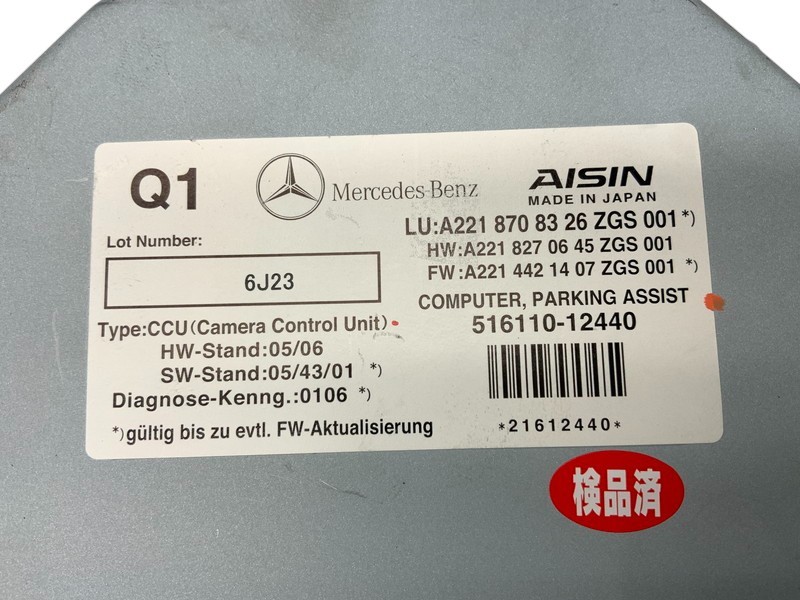 Q1
Mercedes-Benz
AISIN
MADE IN JAPAN
LU:A221 870 83 26 ZGS 001*)
HW:A221 827 06 45 ZGS 001
FW:A221 442 14 07 ZGS 001 *)
COMPUTER, PARKING ASSIST
516110-12440
*21612440*
Lot Number:
6J23
Type:CCU(Camera Control Unit)
HW-Stand:05/06
SW-Stand:05/43/01 *)
Diagnose-Kenng.:0106 *)
*)gültig bis zu evtl. FW-Aktualisierung
検品済